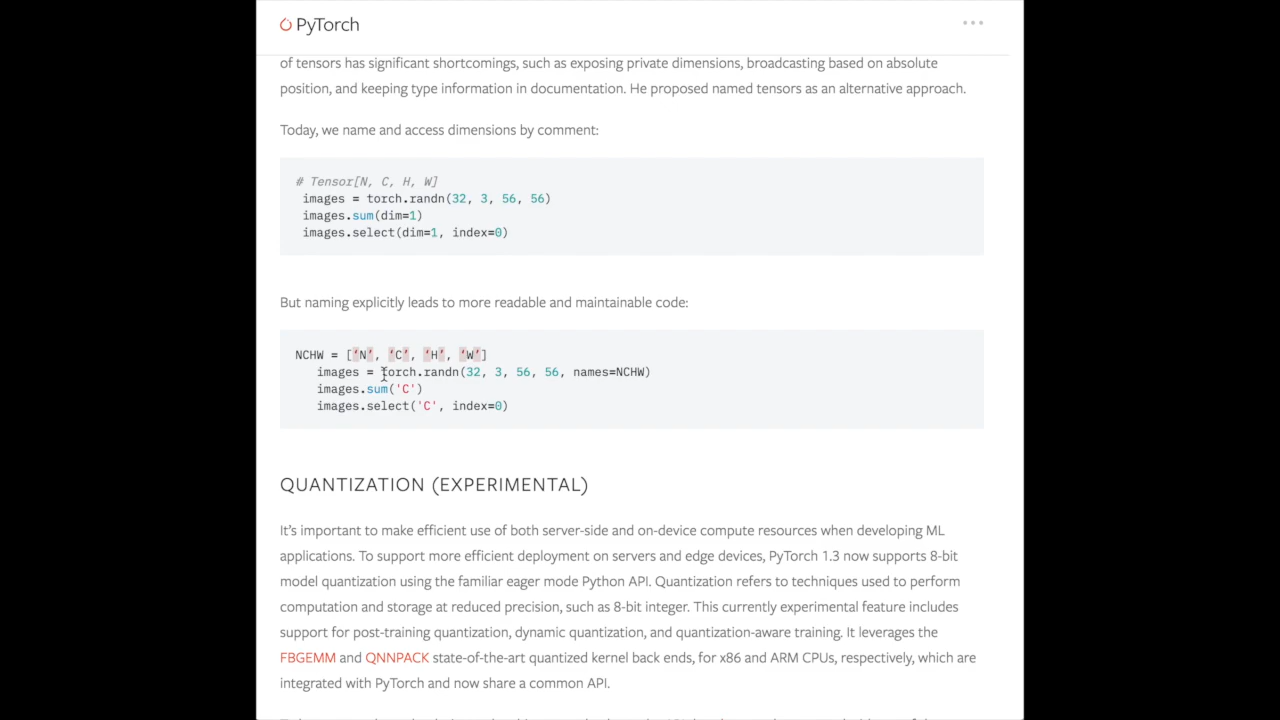 PyTorch
of tensors has significant shortcomings, such as exposing private dimensions, broadcasting based on absolute
position, and keeping type information in documentation. He proposed named tensors as an alternative approach.
Today, we name and access dimensions by comment:
# Tensor[N, C, H, W]
images = torch.randn(32, 3, 56, 56)
images.sum(dim=1)
images.select(dim=1, index=0)
But naming explicitly leads to more readable and maintainable code:
NCHW = [‘N’, ‘C’, ‘H’, ‘W’]
images = torch.randn(32, 3, 56, 56, names=NCHW)
images.sum('C')
images.select('C', index=0)
QUANTIZATION (EXPERIMENTAL)
It’s important to make efficient use of both server-side and on-device compute resources when developing ML
applications. To support more efficient deployment on servers and edge devices, PyTorch 1.3 now supports 8-bit
model quantization using the familiar eager mode Python API. Quantization refers to techniques used to perform
computation and storage at reduced precision, such as 8-bit integer. This currently experimental feature includes
support for post-training quantization, dynamic quantization, and quantization-aware training. It leverages the
FBGEMM and QNNPACK state-of-the-art quantized kernel back ends, for x86 and ARM CPUs, respectively, which are
integrated with PyTorch and now share a common API.